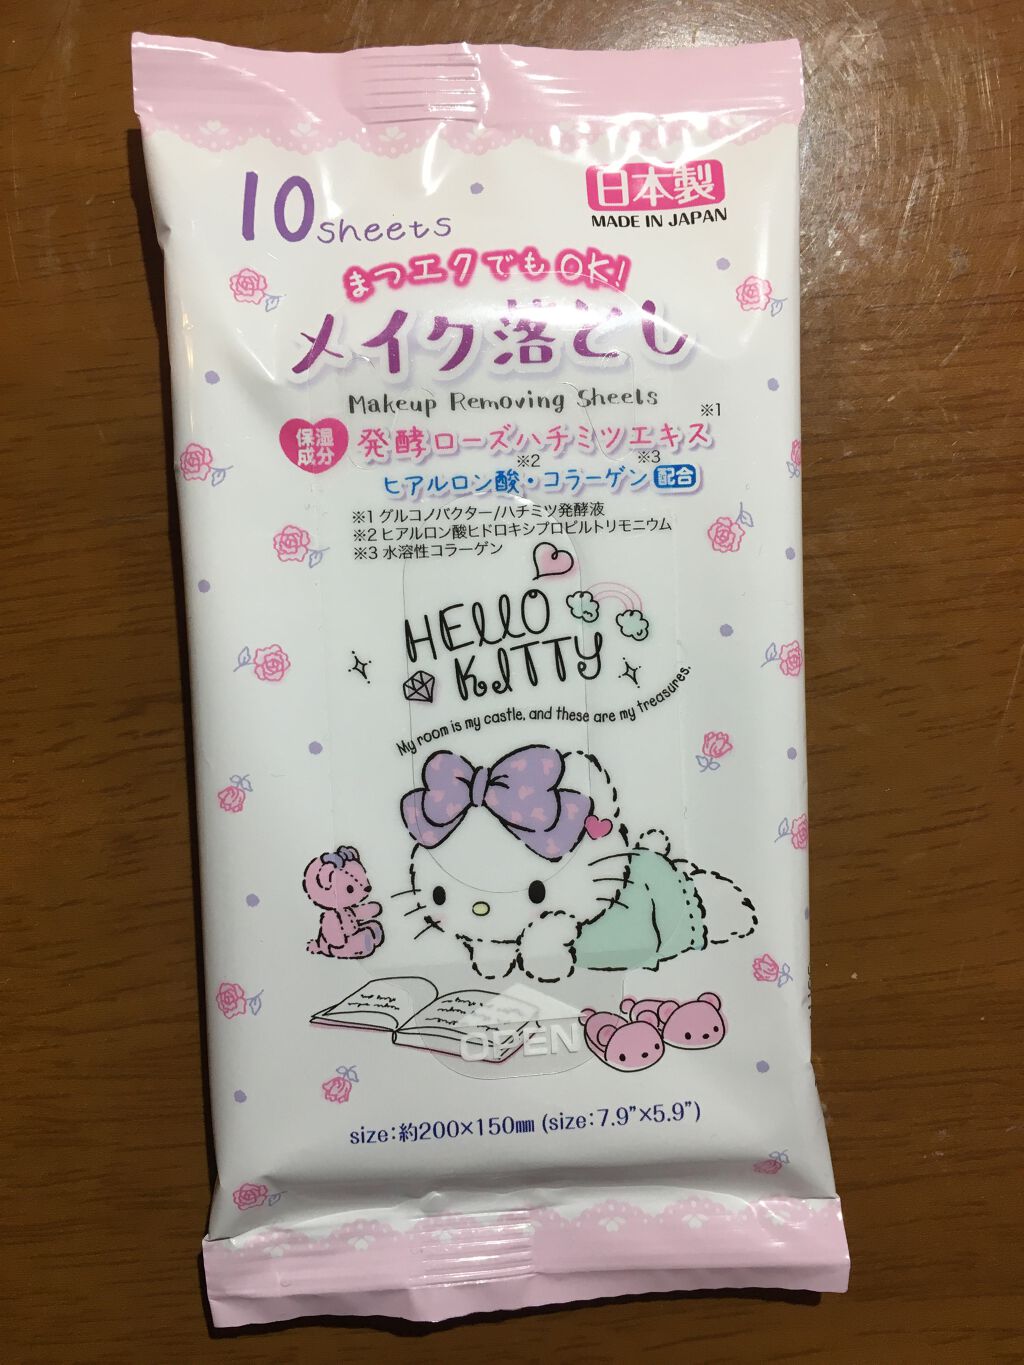 10 sheets
日本製
MADE IN JAPAN
まつエクでもOK!
メイク落とし
Makeup Removing Sheets
保湿成分 発酵ローズハチミツエキス※1
ヒアルロン酸※2・コラーゲン※3 配合
※1 グルコノバクター/ハチミツ発酵液
※2 ヒアルロン酸ヒドロキシプロピルトリモニウム
※3 水溶性コラーゲン
HELLO
KITTY
My room is my castle, and these are my treasures.
OPEN
size:約200×150㎜ (size:7.9"×5.9")